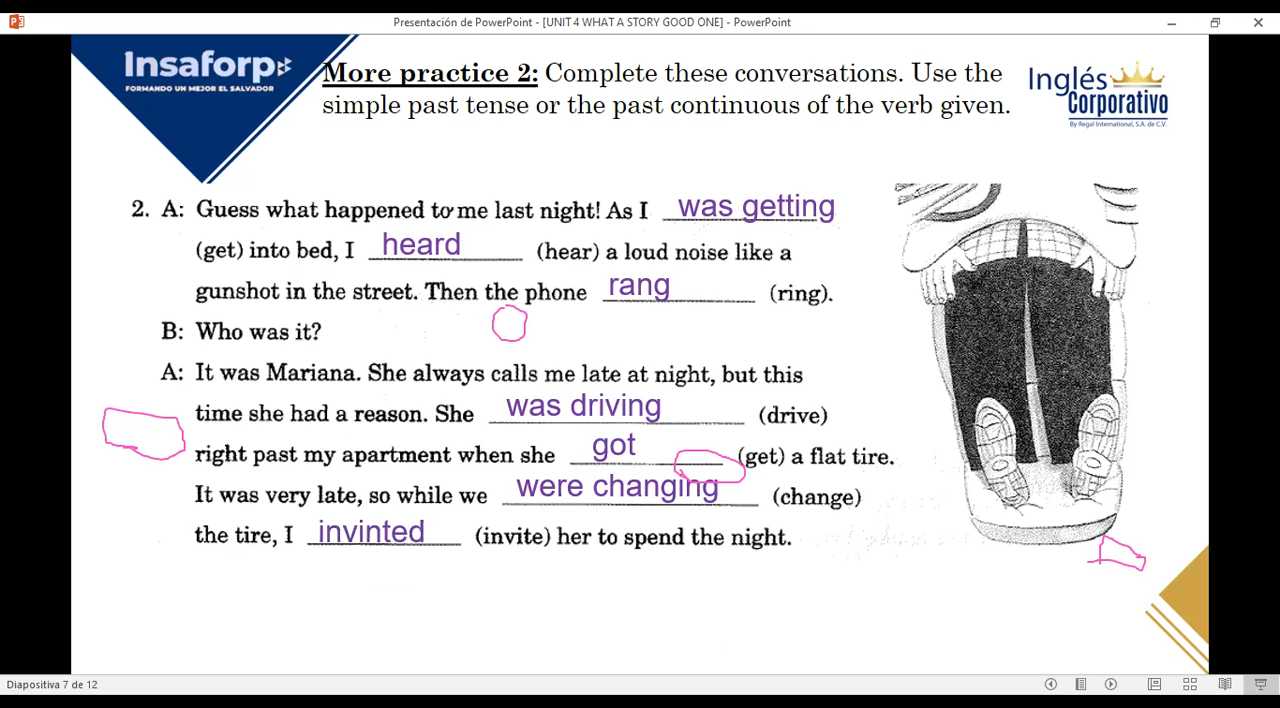 Presentación de PowerPoint - [UNIT 4 WHAT A STORY GOOD ONE] - PowerPoint
Insaforp
FORMANDO UN MEJOR EL SALVADOR
More practice 2: Complete these conversations. Use the
simple past tense or the past continuous of the verb given.
Inglés
Corporativo
By Regal International, S.A. de C.V.
2. A: Guess what happened to me last night! As I was getting
(get) into bed, I heard (hear) a loud noise like a
gunshot in the street. Then the phone rang (ring).
B: Who was it?
A: It was Mariana. She always calls me late at night, but this
time she had a reason. She was driving (drive)
right past my apartment when she got (get) a flat tire.
It was very late, so while we were changing (change)
the tire, I invinted (invite) her to spend the night.
Diapositiva 7 de 12